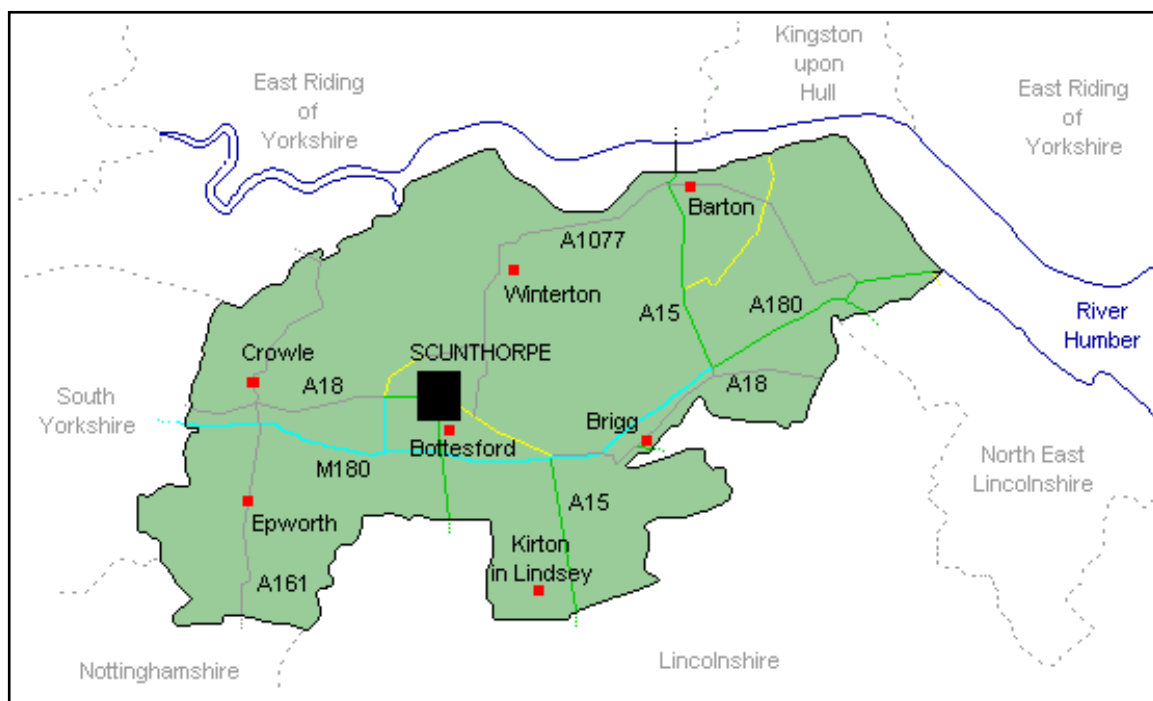 Kingston
upon
Hull
East Riding
of
Yorkshire
East Riding
of
Yorkshire
Barton
A1077
Winterton
A15
A180
River
Humber
SCUNTHORPE
Crowle
A18
A18
South
Yorkshire
Brigg
Bottesford
M180
North East
Lincolnshire
A15
Epworth
Kirton
in Lindsey
A161
Nottinghamshire
Lincolnshire